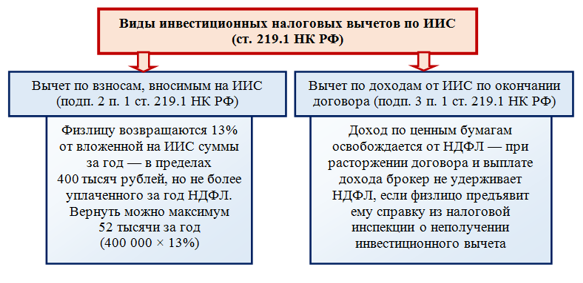 Виды инвестиционных налоговых вычетов по ИИС
(ст. 219.1 НК РФ)
Вычет по взносам, вносимым на ИИС
(подп. 2 п. 1 ст. 219.1 НК РФ)
Физлицу возвращаются 13%
от вложенной на ИИС суммы
за год — в пределах
400 тысяч рублей, но не более
уплаченного за год НДФЛ.
Вернуть можно максимум
52 тысячи за год
(400 000 × 13%)
Вычет по доходам от ИИС по окончании
договора (подп. 3 п. 1 ст. 219.1 НК РФ)
Доход по ценным бумагам
освобождается от НДФЛ — при
расторжении договора и выплате
дохода брокер не удерживает
НДФЛ, если физлицо предъявит
ему справку из налоговой
инспекции о неполучении
инвестиционного вычета